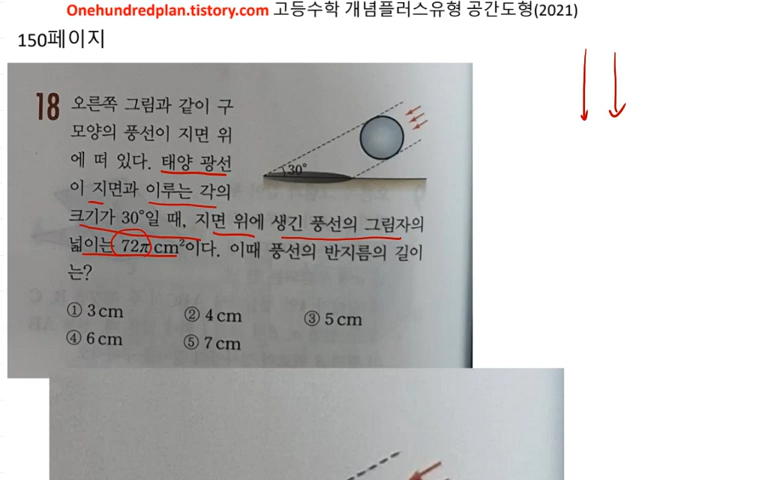 Onehundredplan.tistory.com 고등수학 개념플러스유형 공간도형(2021)
150페이지
18 오른쪽 그림과 같이 구
모양의 풍선이 지면 위
에 떠 있다. 태양 광선
이 지면과 이루는 각의
크기가 30°일 때, 지면 위에 생긴 풍선의 그림자의
넓이는 72π cm²이다. 이때 풍선의 반지름의 길이
는?
30°
① 3 cm ② 4 cm ③ 5 cm
④ 6 cm ⑤ 7 cm